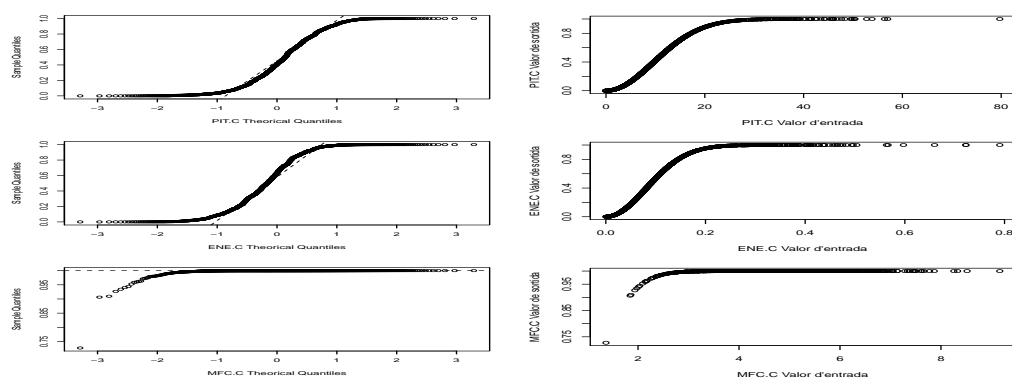 Sample Quantiles
0.0 0.2 0.4 0.6 0.8 1.0
−3 −2 −1 0 1 2 3
PIT.C Theorical Quantiles
PIT.C Valor de sortida
0.0 0.4 0.8
0 20 40 60 80
PIT.C Valor d'entrada
Sample Quantiles
0.0 0.2 0.4 0.6 0.8 1.0
−3 −2 −1 0 1 2 3
ENE.C Theorical Quantiles
ENE.C Valor de sortida
0.0 0.4 0.8
0.0 0.2 0.4 0.6 0.8
ENE.C Valor d'entrada
Sample Quantiles
0.75 0.85 0.95
−3 −2 −1 0 1 2 3
MFC.C Theorical Quantiles
MFC.C Valor de sortida
0.75 0.85 0.95
2 4 6 8
MFC.C Valor d'entrada